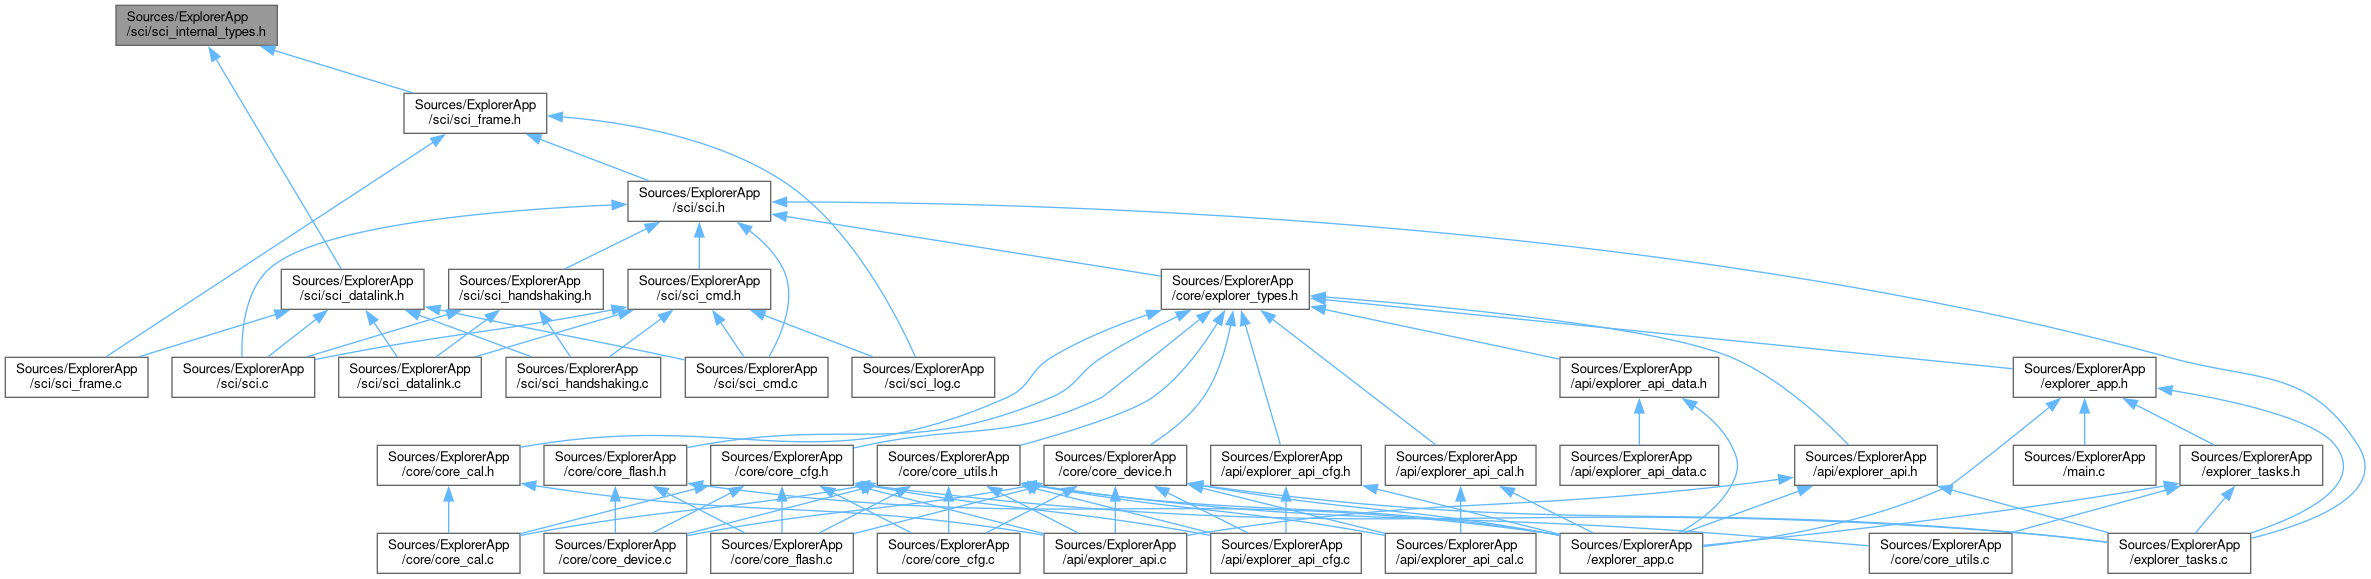 Sources/ExplorerApp
/sci/sci_internal_types.h
Sources/ExplorerApp
/sci/sci_frame.h
Sources/ExplorerApp
/sci/sci.h
Sources/ExplorerApp
/sci/sci_datalink.h
Sources/ExplorerApp
/sci/sci_handshaking.h
Sources/ExplorerApp
/sci/sci_cmd.h
Sources/ExplorerApp
/core/explorer_types.h
Sources/ExplorerApp
/sci/sci_frame.c
Sources/ExplorerApp
/sci/sci.c
Sources/ExplorerApp
/sci/sci_datalink.c
Sources/ExplorerApp
/sci/sci_handshaking.c
Sources/ExplorerApp
/sci/sci_cmd.c
Sources/ExplorerApp
/sci/sci_log.c
Sources/ExplorerApp
/api/explorer_api_data.h
Sources/ExplorerApp
/explorer_app.h
Sources/ExplorerApp
/core/core_cal.h
Sources/ExplorerApp
/core/core_flash.h
Sources/ExplorerApp
/core/core_cfg.h
Sources/ExplorerApp
/core/core_utils.h
Sources/ExplorerApp
/core/core_device.h
Sources/ExplorerApp
/api/explorer_api_cfg.h
Sources/ExplorerApp
/api/explorer_api_cal.h
Sources/ExplorerApp
/api/explorer_api_data.c
Sources/ExplorerApp
/api/explorer_api.h
Sources/ExplorerApp
/main.c
Sources/ExplorerApp
/explorer_tasks.h
Sources/ExplorerApp
/core/core_cal.c
Sources/ExplorerApp
/core/core_device.c
Sources/ExplorerApp
/core/core_flash.c
Sources/ExplorerApp
/core/core_cfg.c
Sources/ExplorerApp
/api/explorer_api.c
Sources/ExplorerApp
/api/explorer_api_cfg.c
Sources/ExplorerApp
/api/explorer_api_cal.c
Sources/ExplorerApp
/explorer_app.c
Sources/ExplorerApp
/core/core_utils.c
Sources/ExplorerApp
/explorer_tasks.c